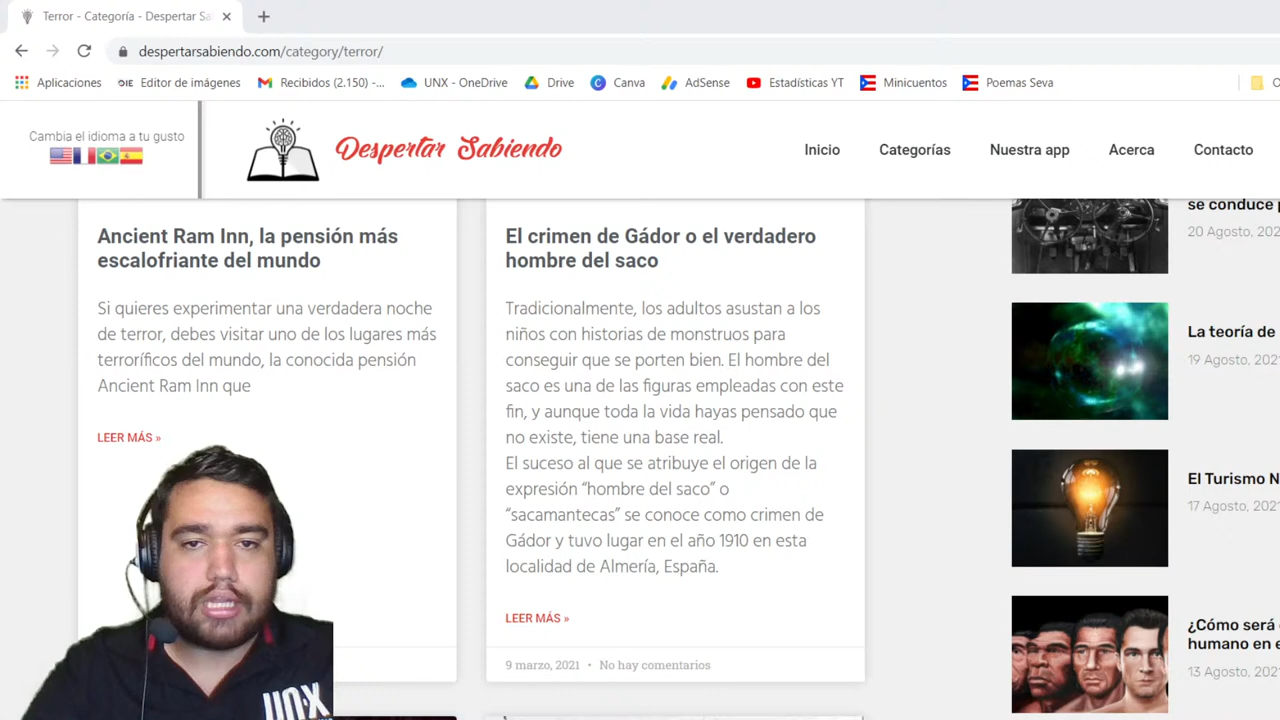 Terror - Categoría - Despertar Sa
despertarsabiendo.com/category/terror/
Aplicaciones
Editor de imágenes
Recibidos (2.150) -...
UNX - OneDrive
Drive
Canva
AdSense
Estadísticas YT
Minicuentos
Poemas Seva
Cambia el idioma a tu gusto
Despertar Sabiendo
Inicio
Categorías
Nuestra app
Acerca
Contacto
Ancient Ram Inn, la pensión más
escalofriante del mundo
Si quieres experimentar una verdadera noche
de terror, debes visitar uno de los lugares más
terroríficos del mundo, la conocida pensión
Ancient Ram Inn que
LEER MÁS »
El crimen de Gádor o el verdadero
hombre del saco
Tradicionalmente, los adultos asustan a los
niños con historias de monstruos para
conseguir que se porten bien. El hombre del
saco es una de las figuras empleadas con este
fin, y aunque toda la vida hayas pensado que
no existe, tiene una base real.
El suceso al que se atribuye el origen de la
expresión “hombre del saco” o
“sacamantecas” se conoce como crimen de
Gádor y tuvo lugar en el año 1910 en esta
localidad de Almería, España.
LEER MÁS »
9 marzo, 2021 • No hay comentarios
se conduce
20 Agosto, 202
La teoría de
19 Agosto, 202
El Turismo N
17 Agosto, 2021
¿Cómo será
humano en e
13 Agosto, 2021
UNX